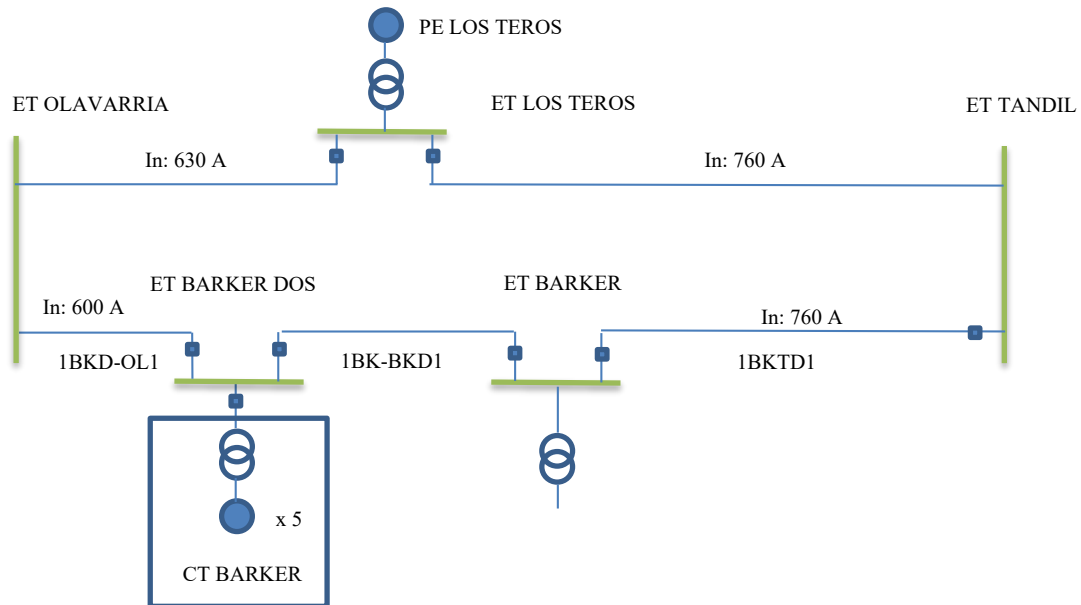 PE LOS TEROS
ET OLAVARRIA
ET LOS TEROS
ET TANDIL
In: 630 A
In: 760 A
ET BARKER DOS
ET BARKER
In: 600 A
In: 760 A
1BKD-OL1
1BK-BKD1
1BKTD1
x 5
CT BARKER